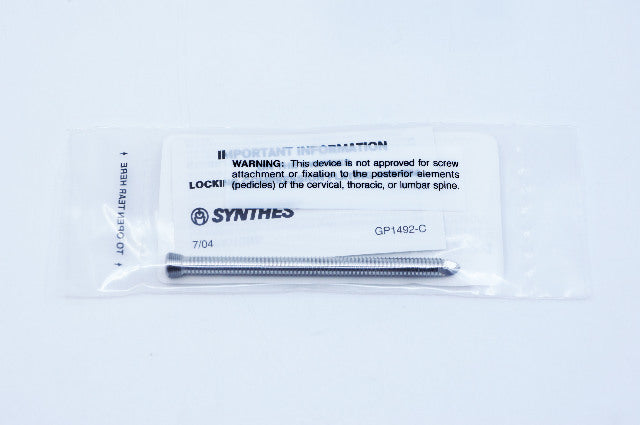 IMPORTANT INFORMATION
WARNING: This device is not approved for screw
attachment or fixation to the posterior elements
(pedicles) of the cervical, thoracic, or lumbar spine.
LOCKI
SYNTHES
7/04
GP1492-C
TO OPEN TEAR HERE